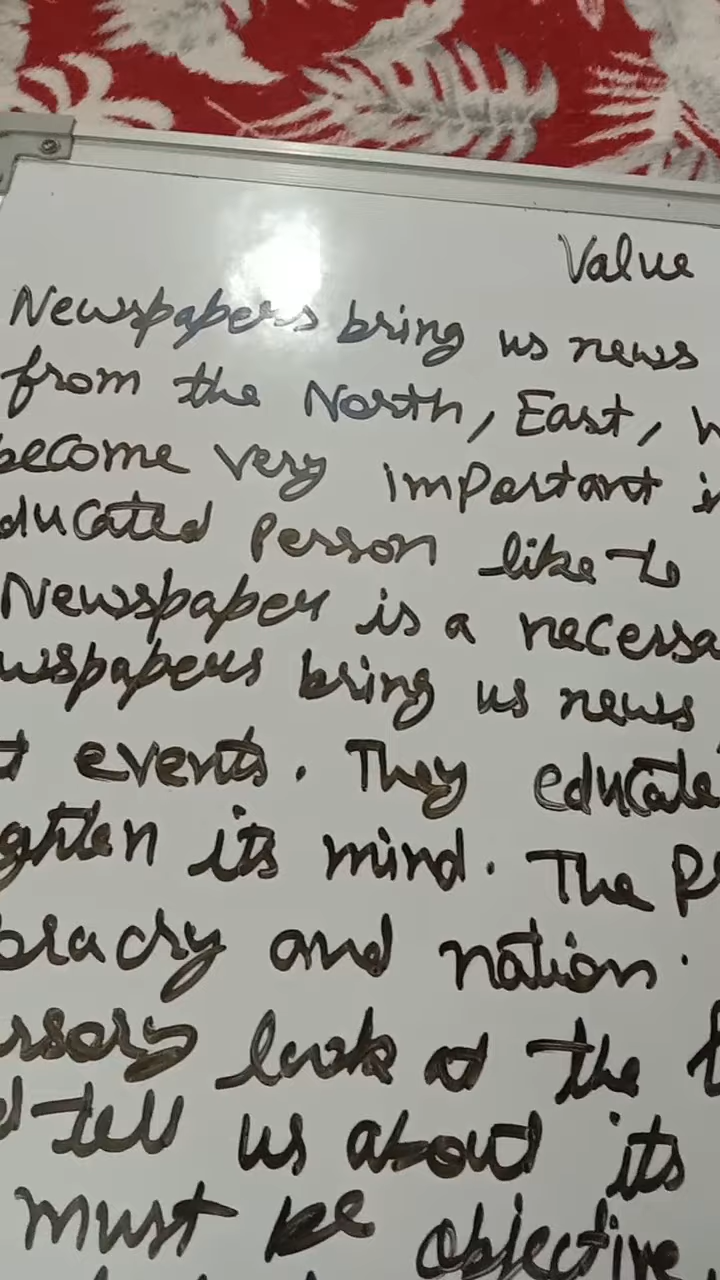 Value
Newspapers bring us news
from the North, East,
become very important
educated Person like to
Newspaper is a necessa
wspapers bring us news
events. They educate
ghten its mind. The
and nation.
look at the
tell us about its
must be objective